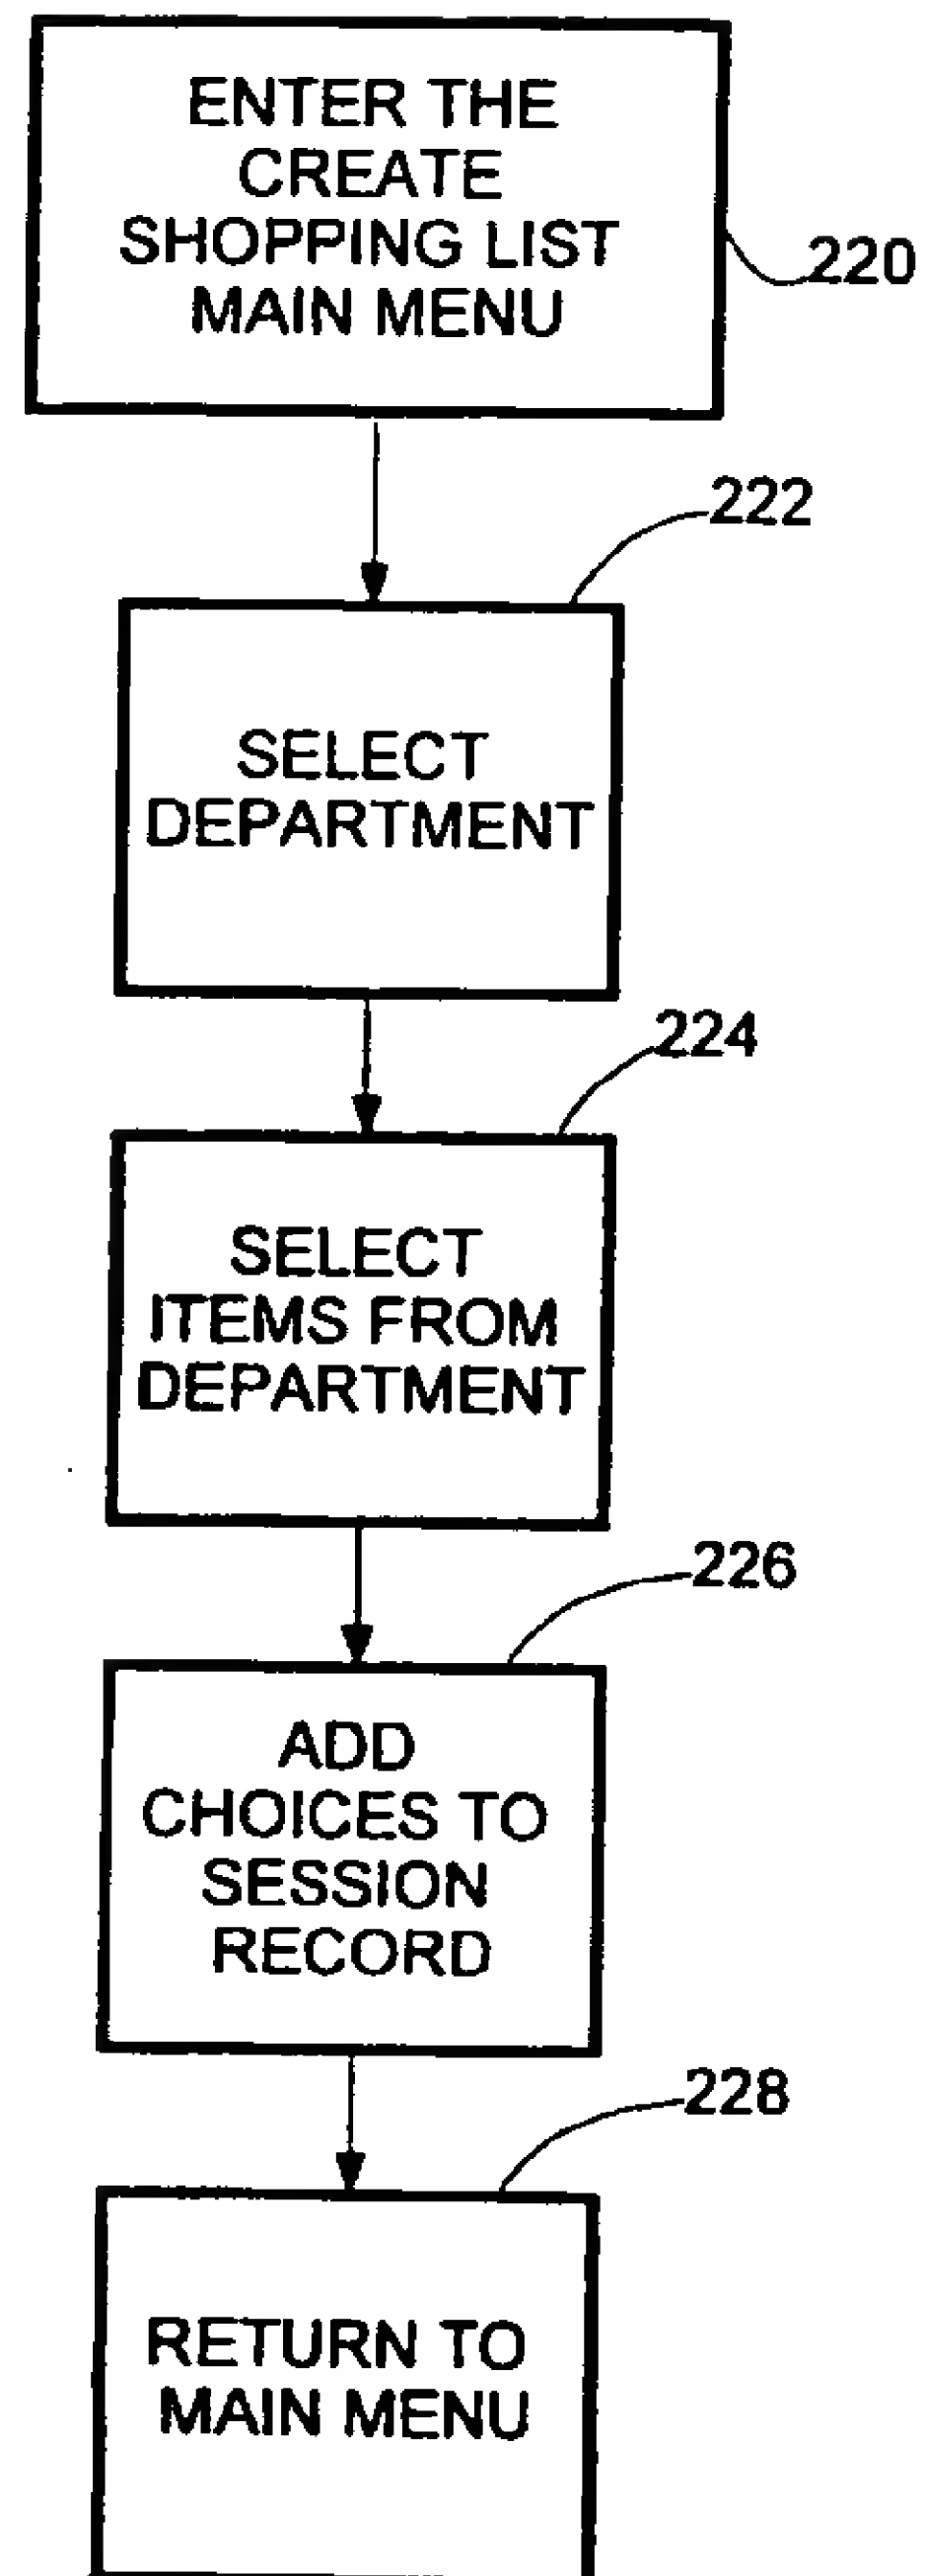 ENTER THE
CREATE
SHOPPING LIST
MAIN MENU
220
222
SELECT
DEPARTMENT
224
SELECT
ITEMS FROM
DEPARTMENT
226
ADD
CHOICES TO
SESSION
RECORD
228
RETURN TO
MAIN MENU